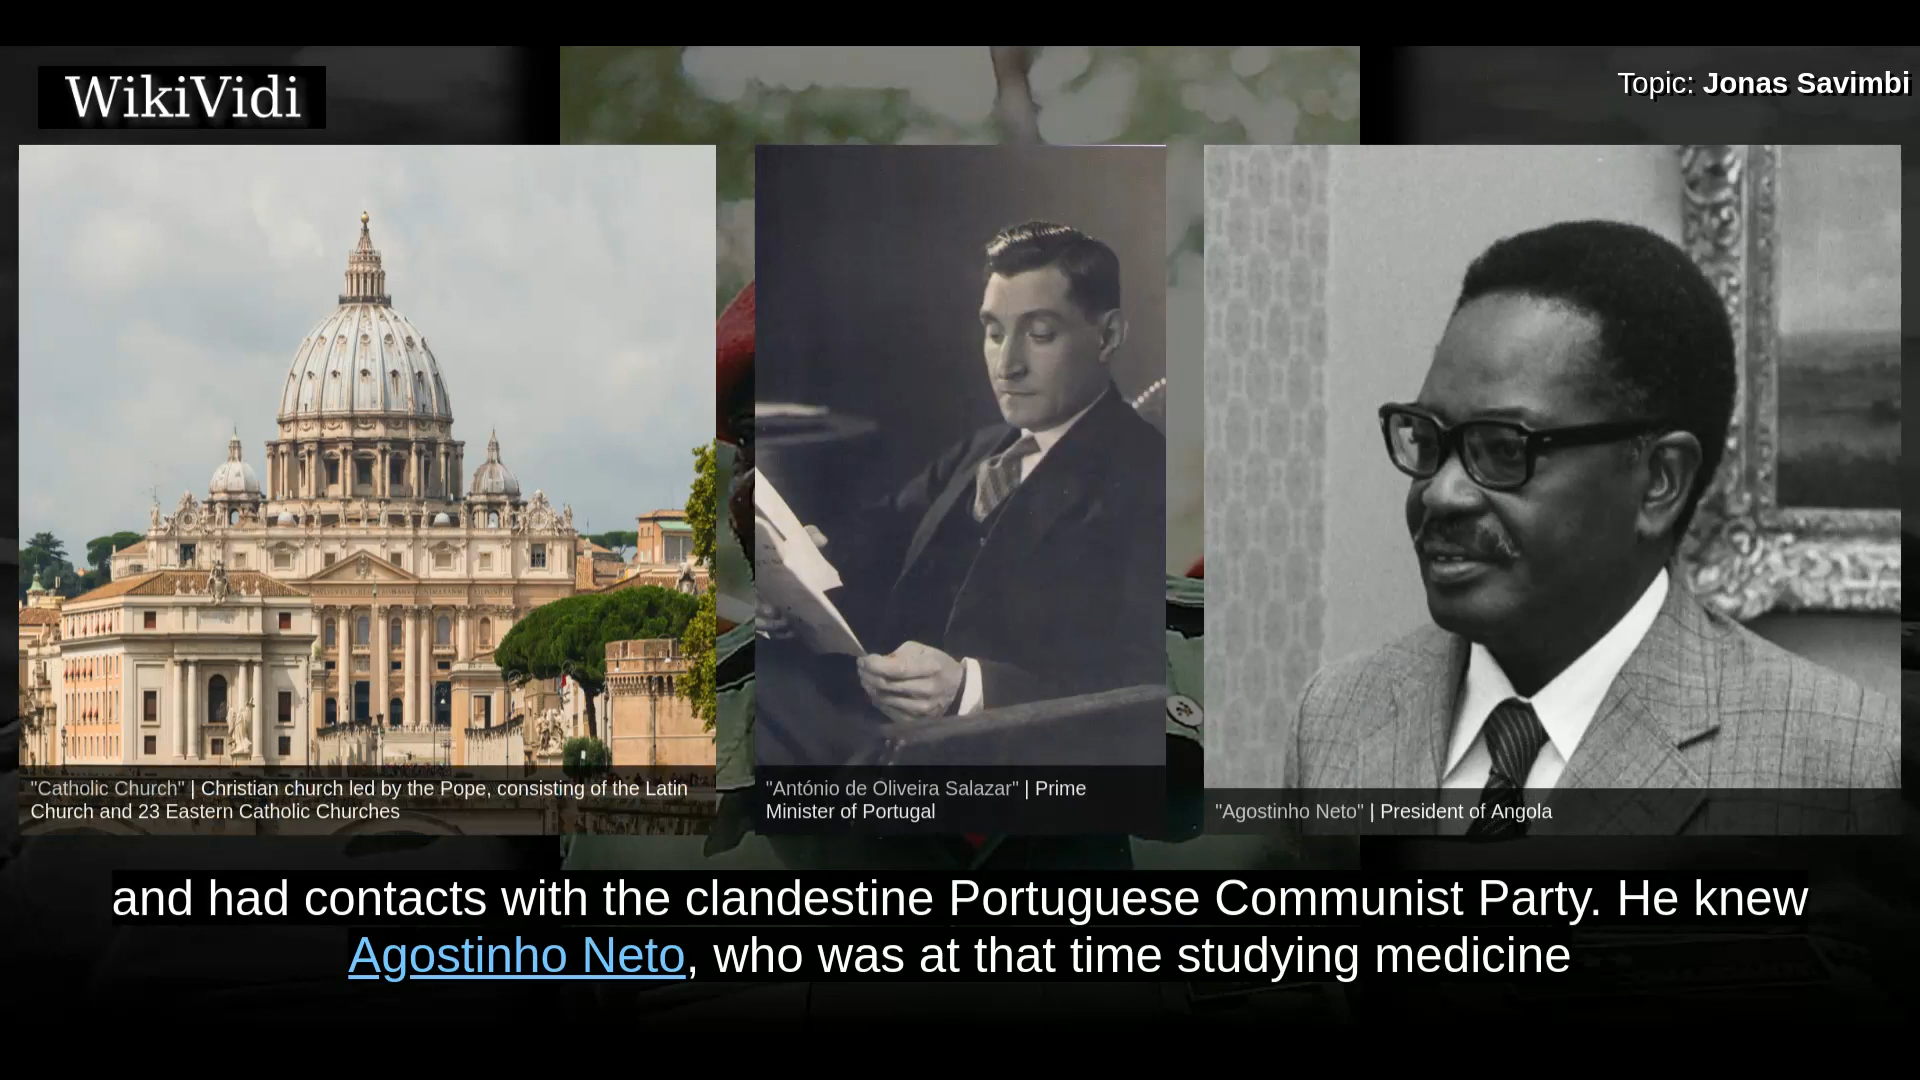 WikiVidi
Topic: Jonas Savimbi
"Catholic Church" | Christian church led by the Pope, consisting of the Latin
Church and 23 Eastern Catholic Churches
"António de Oliveira Salazar" | Prime
Minister of Portugal
"Agostinho Neto" | President of Angola
and had contacts with the clandestine Portuguese Communist Party. He knew
Agostinho Neto, who was at that time studying medicine